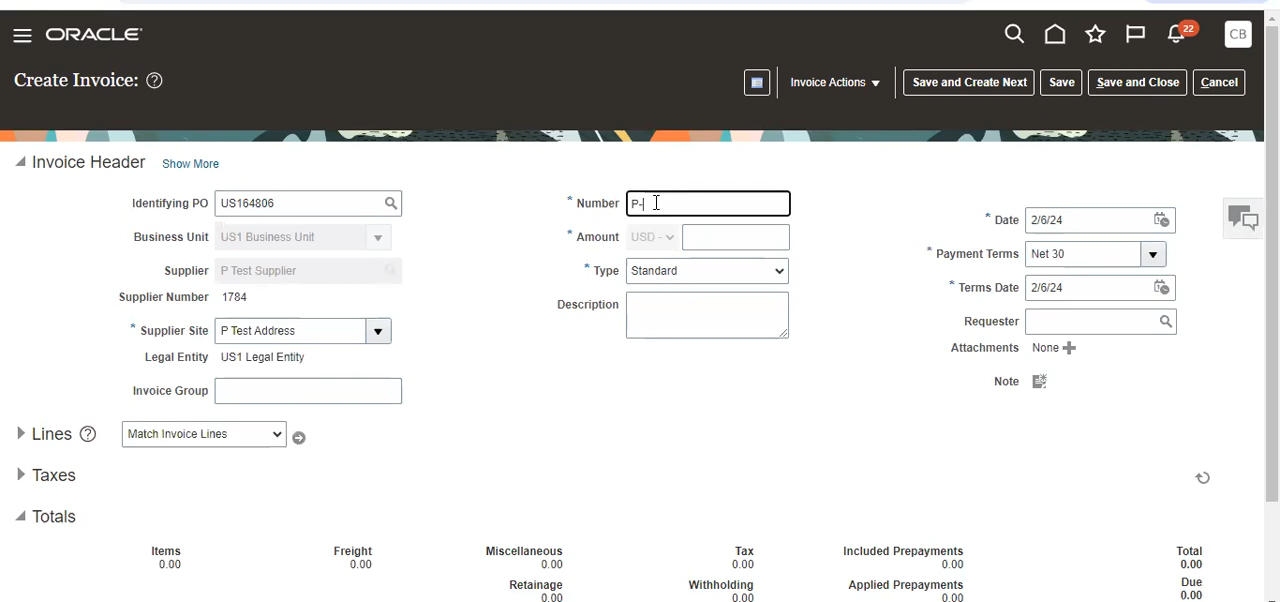 ORACLE
22
CB
Create Invoice: ?
Invoice Actions
Save and Create Next
Save
Save and Close
Cancel
Invoice Header Show More
Identifying PO US164806
* Number P-
* Date 2/6/24
Business Unit US1 Business Unit
* Amount USD -
* Payment Terms Net 30
Supplier P Test Supplier
* Type Standard
* Terms Date 2/6/24
Supplier Number 1784
Description
Requester
* Supplier Site P Test Address
Attachments None
Legal Entity US1 Legal Entity
Note
Invoice Group
Lines ? Match Invoice Lines
Taxes
Totals
Items Freight Miscellaneous Tax Included Prepayments Total
0.00 0.00 0.00 0.00 0.00 0.00
Retainage Withholding Applied Prepayments Due
0.00 0.00 0.00 0.00